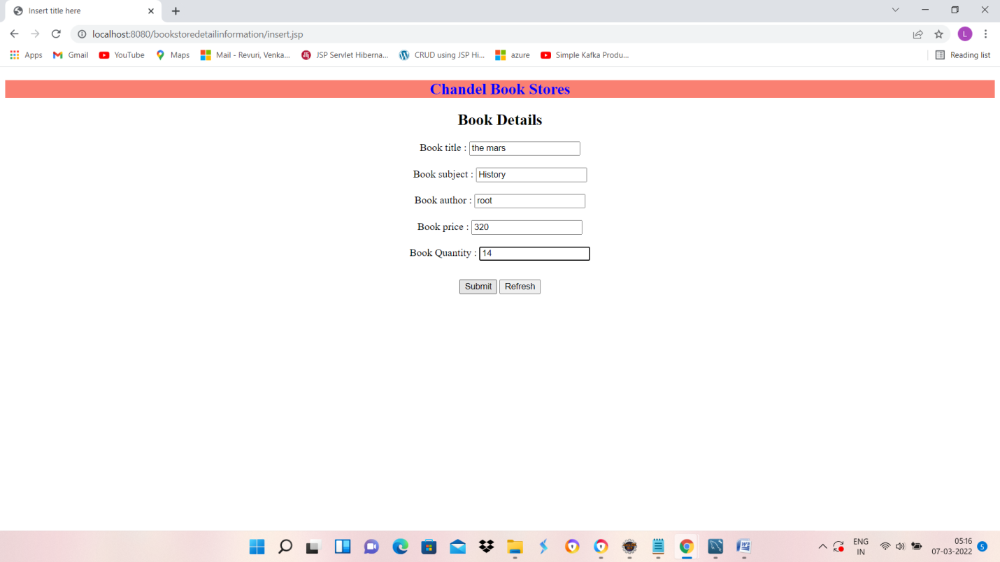 Insert title here
localhost:8080/bookstoredetailinformation/insert.jsp
L
Apps Gmail YouTube Maps Mail - Revuri, Venka... JSP Servlet Hiberna... CRUD using JSP Hi... azure Simple Kafka Produ... Reading list
Chandel Book Stores
Book Details
Book title : the mars
Book subject : History
Book author : root
Book price : 320
Book Quantity : 14
Submit Refresh
ENG 05:16
IN 07-03-2022 5